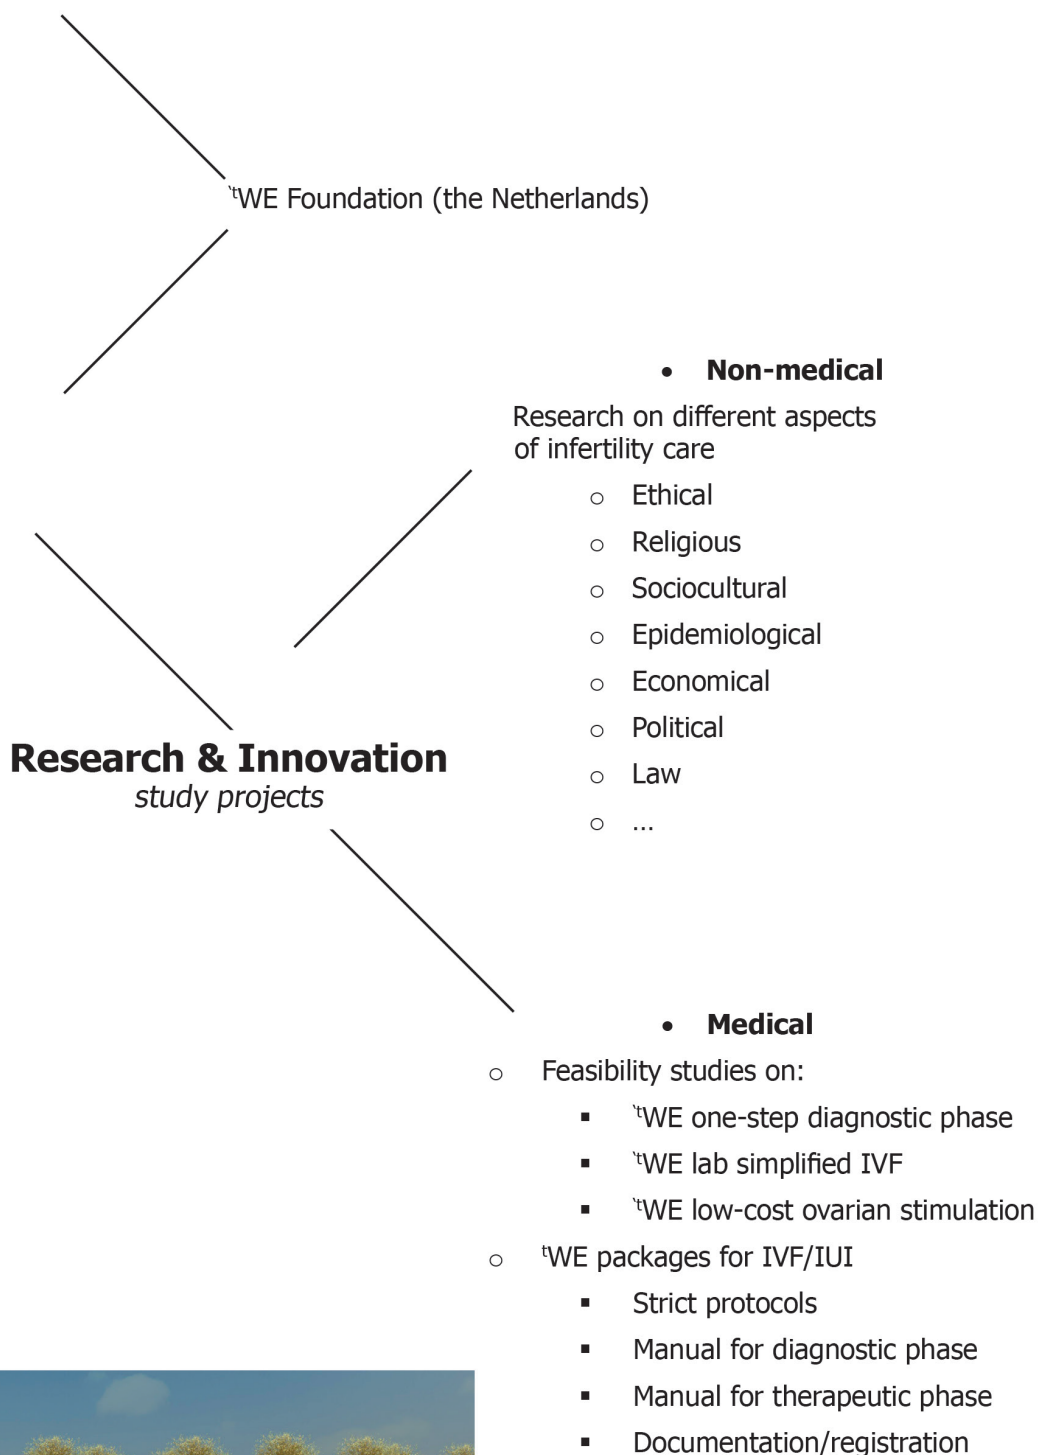 ‵ᵗWE Foundation (the Netherlands)
• Non-medical
Research on different aspects
of infertility care
○ Ethical
○ Religious
○ Sociocultural
○ Epidemiological
○ Economical
○ Political
○ Law
○ ...
Research & Innovation
study projects
• Medical
○ Feasibility studies on:
▪ ‵ᵗWE one-step diagnostic phase
▪ ‵ᵗWE lab simplified IVF
▪ ‵ᵗWE low-cost ovarian stimulation
○ ᵗWE packages for IVF/IUI
▪ Strict protocols
▪ Manual for diagnostic phase
▪ Manual for therapeutic phase
▪ Documentation/registration